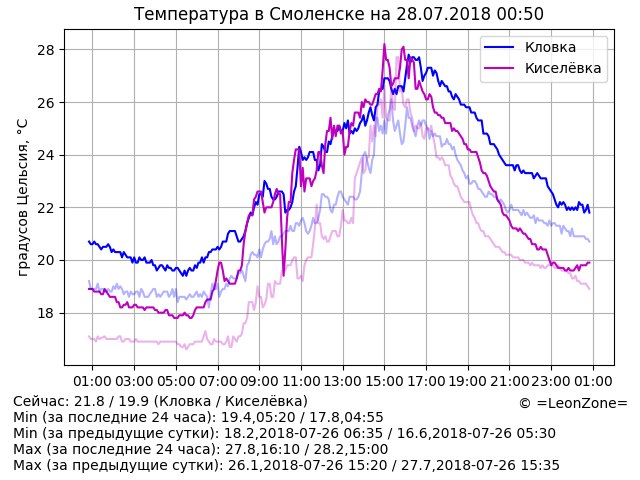 Температура в Смоленске на 28.07.2018 00:50
градусов Цельсия, °C
28
26
24
22
20
18
Кловка
Киселёвка
01:00 03:00 05:00 07:00 09:00 11:00 13:00 15:00 17:00 19:00 21:00 23:00 01:00
Сейчас: 21.8 / 19.9 (Кловка / Киселёвка)
© =LeonZone=
Min (за последние 24 часа): 19.4,05:20 / 17.8,04:55
Min (за предыдущие сутки): 18.2,2018-07-26 06:35 / 16.6,2018-07-26 05:30
Max (за последние 24 часа): 27.8,16:10 / 28.2,15:00
Max (за предыдущие сутки): 26.1,2018-07-26 15:20 / 27.7,2018-07-26 15:35